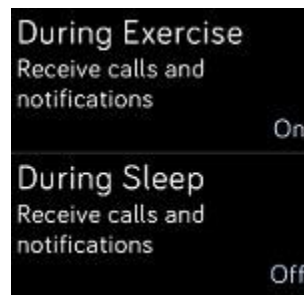 During Exercise
Receive calls and
notifications
On
During Sleep
Receive calls and
notifications
Off